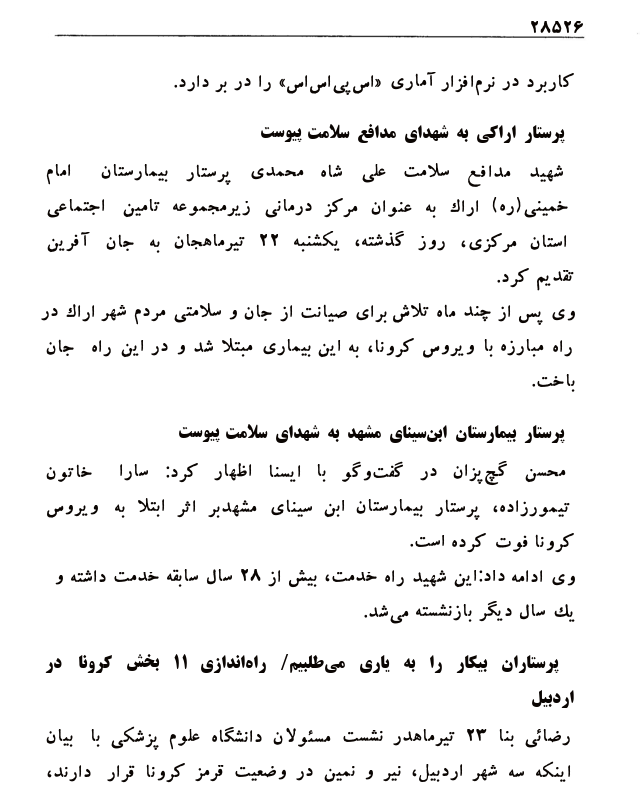 ۲۸۵۲۶
کاربرد در نرم‌افزار آماری «اس‌پی‌اس‌اس» را در بر دارد.
پرستار اراکی به شهدای مدافع سلامت پیوست
شهید مدافع سلامت علی شاه محمدی پرستار بیمارستان امام
خمینی(ره) اراك به عنوان مرکز درمانی زیرمجموعه تامین اجتماعی
استان مرکزی، روز گذشته، یکشنبه ۲۲ تیرماهجان به جان آفرین
تقدیم کرد.
وی پس از چند ماه تلاش برای صیانت از جان و سلامتی مردم شهر اراك در
راه مبارزه با ویروس کرونا، به این بیماری مبتلا شد و در این راه جان
باخت.
پرستار بیمارستان ابن‌سینای مشهد به شهدای سلامت پیوست
محسن گچ‌پزان در گفت‌وگو با ایسنا اظهار کرد: سارا خاتون
تیمورزاده، پرستار بیمارستان ابن سینای مشهدبر اثر ابتلا به ویروس
کرونا فوت کرده است.
وی ادامه داد:این شهید راه خدمت، بیش از ۲۸ سال سابقه خدمت داشته و
یك سال دیگر بازنشسته می‌شد.
پرستاران بیکار را به یاری می‌طلبیم/ راه‌اندازی ۱۱ بخش کرونا در
اردبیل
رضائی بنا ۲۳ تیرماهدر نشست مسئولان دانشگاه علوم پزشکی با بیان
اینکه سه شهر اردبیل، نیر و نمین در وضعیت قرمز کرونا قرار دارند،